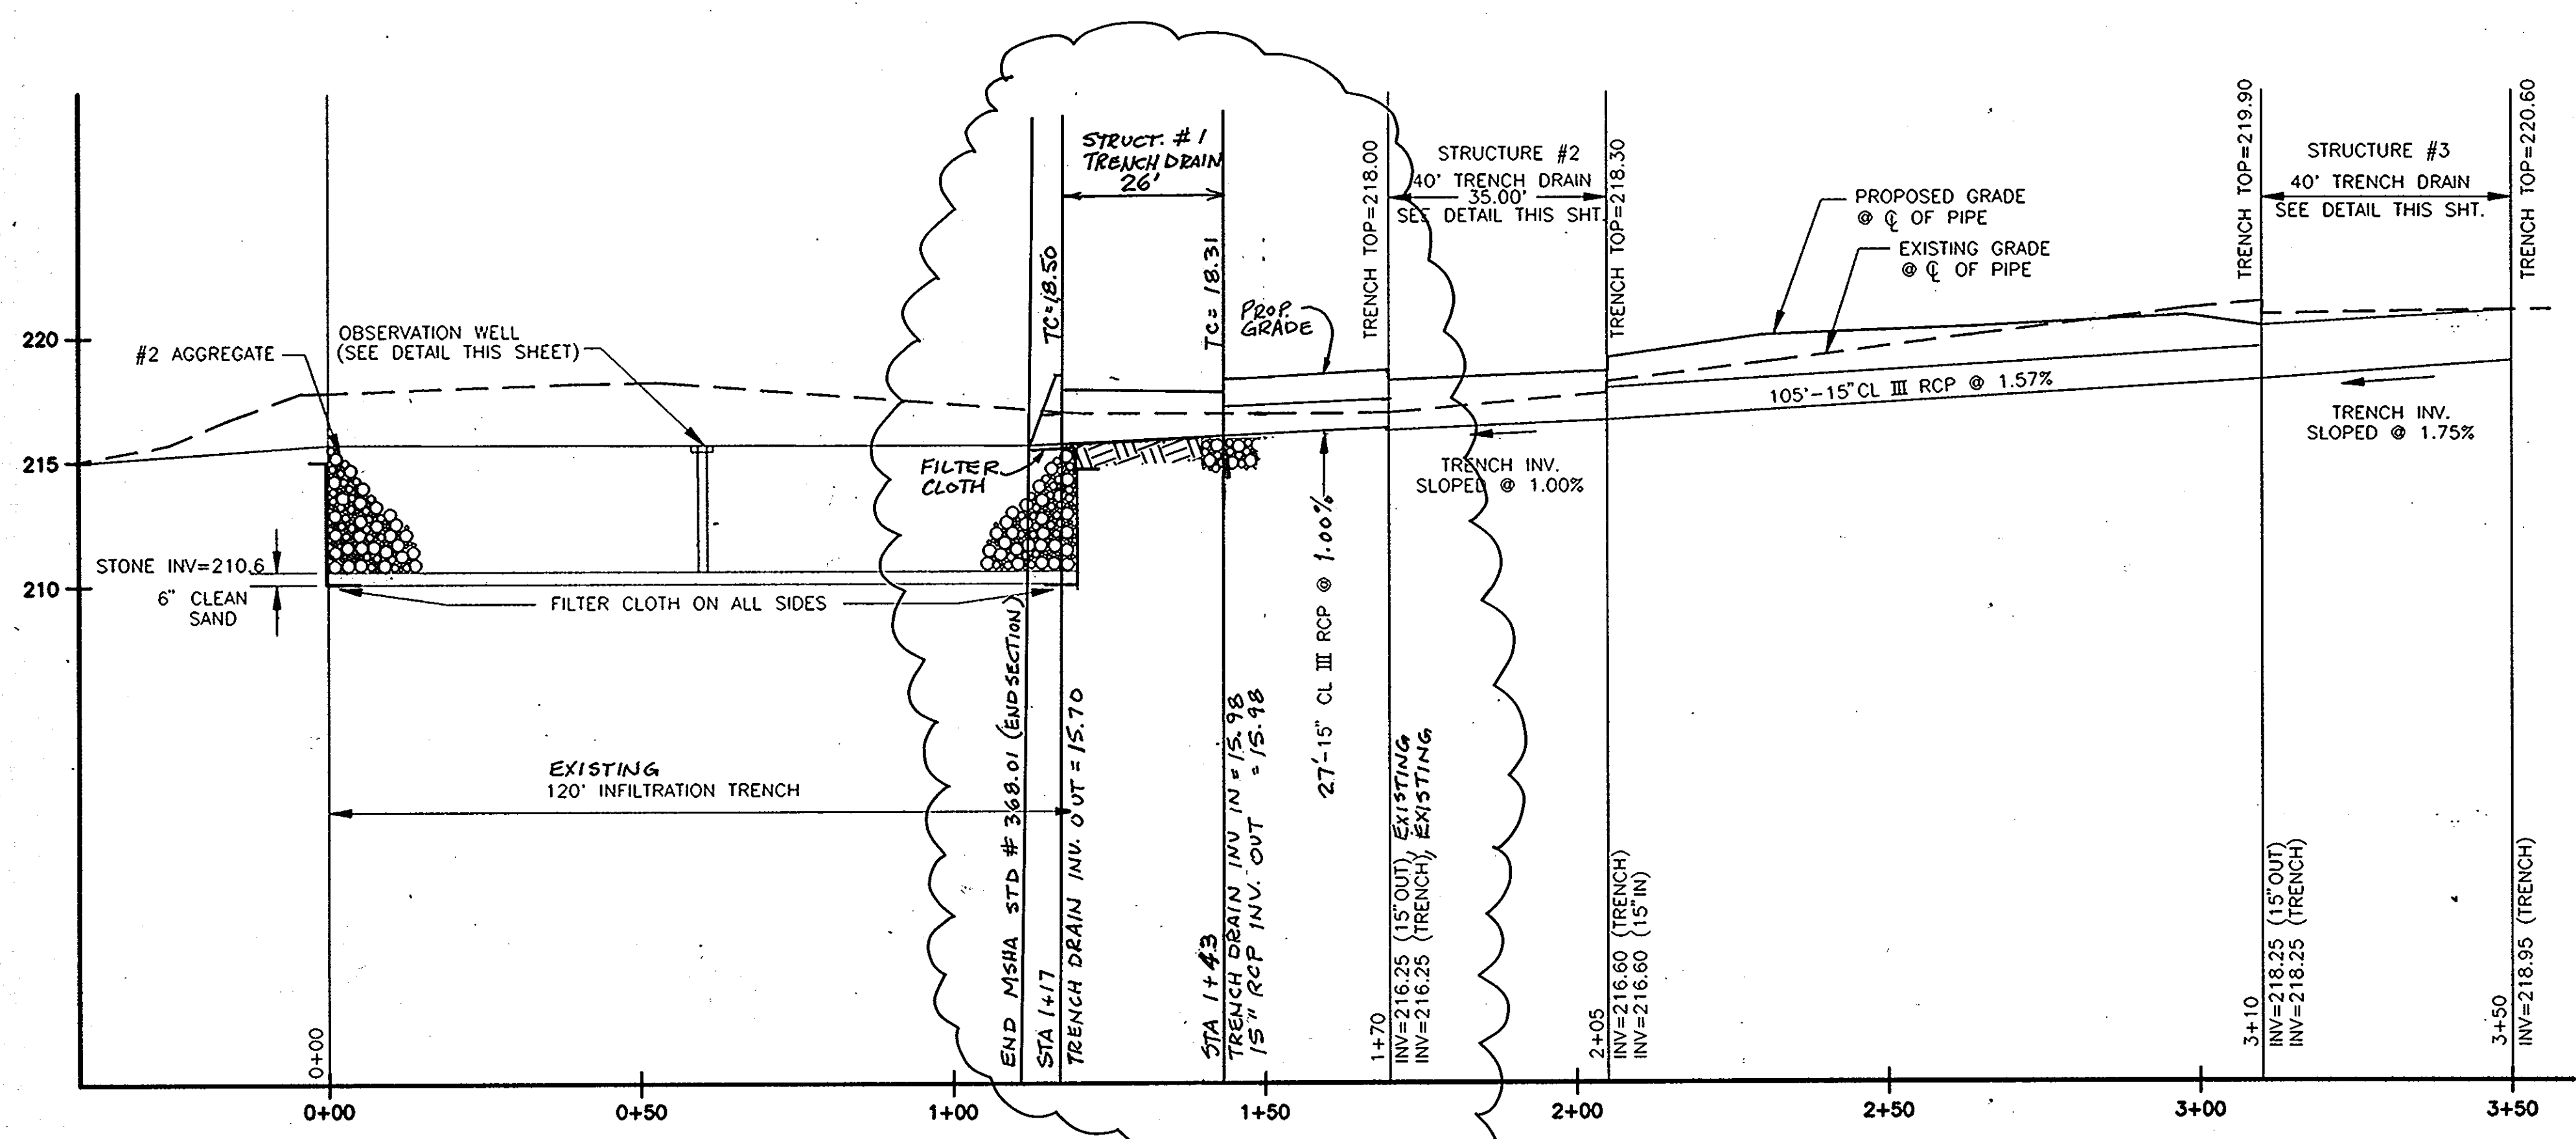 STRUCT. #1
TRENCH DRAIN
26'
TC=18.50
TC=18.31
TRENCH TOP=218.00
STRUCTURE #2
40' TRENCH DRAIN
35.00'
SEE DETAIL THIS SHT.
TRENCH TOP=218.30
PROPOSED GRADE
@ ℄ OF PIPE
EXISTING GRADE
@ ℄ OF PIPE
TRENCH TOP=219.90
STRUCTURE #3
40' TRENCH DRAIN
SEE DETAIL THIS SHT.
TRENCH TOP=220.60
220
215
210
#2 AGGREGATE
OBSERVATION WELL
(SEE DETAIL THIS SHEET)
PROP.
GRADE
FILTER
CLOTH
105'-15"CL III RCP @ 1.57%
TRENCH INV.
SLOPED @ 1.75%
TRENCH INV.
SLOPED @ 1.00%
27'-15" CL III RCP @ 1.00%
STONE INV=210.6
6" CLEAN
SAND
FILTER CLOTH ON ALL SIDES
EXISTING
120' INFILTRATION TRENCH
0+00
END MSHA STD # 368.01 (ENDSECTION)
STA 1+17
TRENCH DRAIN INV. OUT = 15.70
STA 1+43
TRENCH DRAIN INV IN = 15.98
15" RCP INV. OUT = 15.98
1+70
INV=216.25 (15"OUT), EXISTING
INV=216.25 (TRENCH), EXISTING
2+05
INV=216.60 (TRENCH)
INV=216.60 (15"IN)
3+10
INV=218.25 (15"OUT)
INV=218.25 (TRENCH)
3+50
INV=218.95 (TRENCH)
0+00
0+50
1+00
1+50
2+00
2+50
3+00
3+50